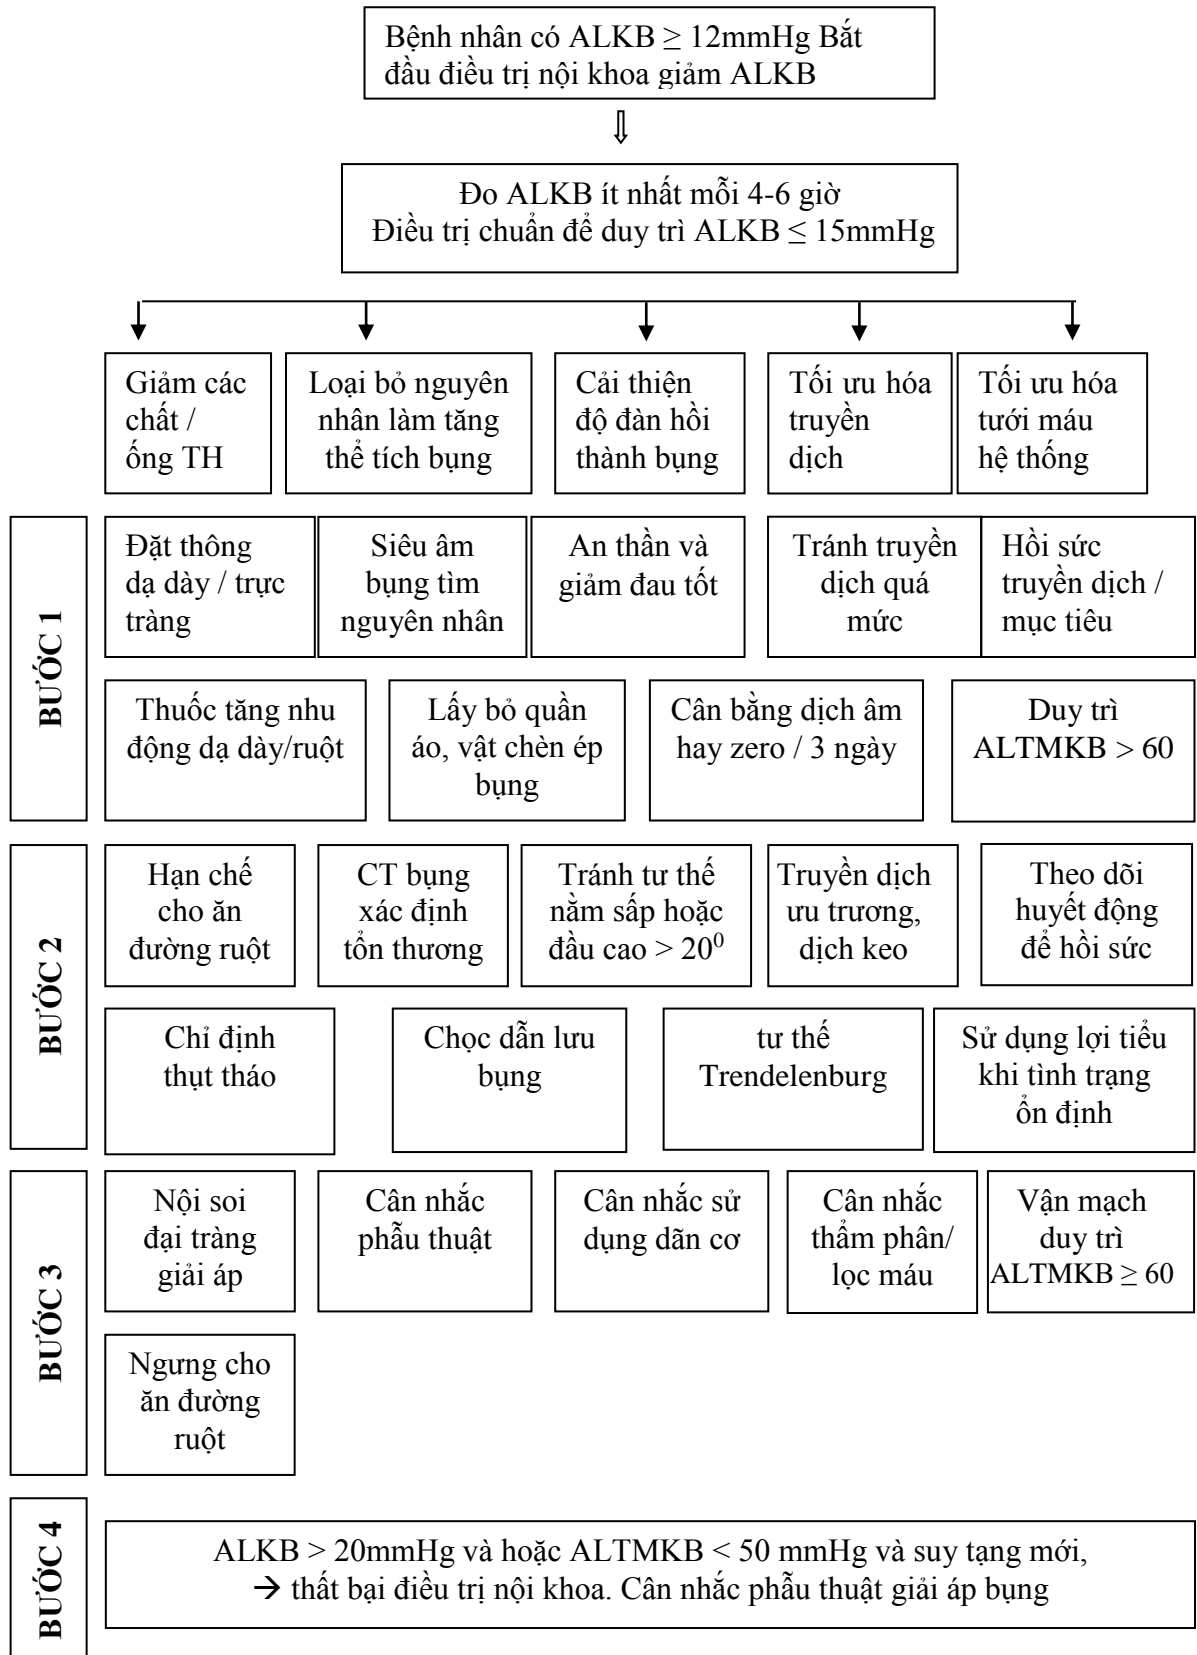 Bệnh nhân có ALKB ≥ 12mmHg Bắt
đầu điều trị nội khoa giảm ALKB
Đo ALKB ít nhất mỗi 4-6 giờ
Điều trị chuẩn để duy trì ALKB ≤ 15mmHg
Giảm các
chất /
ống TH
Loại bỏ nguyên
nhân làm tăng
thể tích bụng
Cải thiện
độ đàn hồi
thành bụng
Tối ưu hóa
truyền
dịch
Tối ưu hóa
tưới máu
hệ thống
BƯỚC 1
Đặt thông
dạ dày / trực
tràng
Siêu âm
bụng tìm
nguyên nhân
An thần và
giảm đau tốt
Tránh truyền
dịch quá
mức
Hồi sức
truyền dịch /
mục tiêu
Thuốc tăng nhu
động dạ dày/ruột
Lấy bỏ quần
áo, vật chèn ép
bụng
Cân bằng dịch âm
hay zero / 3 ngày
Duy trì
ALTMKB > 60
BƯỚC 2
Hạn chế
cho ăn
đường ruột
CT bụng
xác định
tổn thương
Tránh tư thế
nằm sấp hoặc
đầu cao > 20⁰
Truyền dịch
ưu trương,
dịch keo
Theo dõi
huyết động
để hồi sức
Chỉ định
thụt tháo
Chọc dẫn lưu
bụng
tư thế
Trendelenburg
Sử dụng lợi tiểu
khi tình trạng
ổn định
BƯỚC 3
Nội soi
đại tràng
giải áp
Cân nhắc
phẫu thuật
Cân nhắc sử
dụng dãn cơ
Cân nhắc
thẩm phân/
lọc máu
Vận mạch
duy trì
ALTMKB ≥ 60
Ngưng cho
ăn đường
ruột
BƯỚC 4
ALKB > 20mmHg và hoặc ALTMKB < 50 mmHg và suy tạng mới,
→ thất bại điều trị nội khoa. Cân nhắc phẫu thuật giải áp bụng